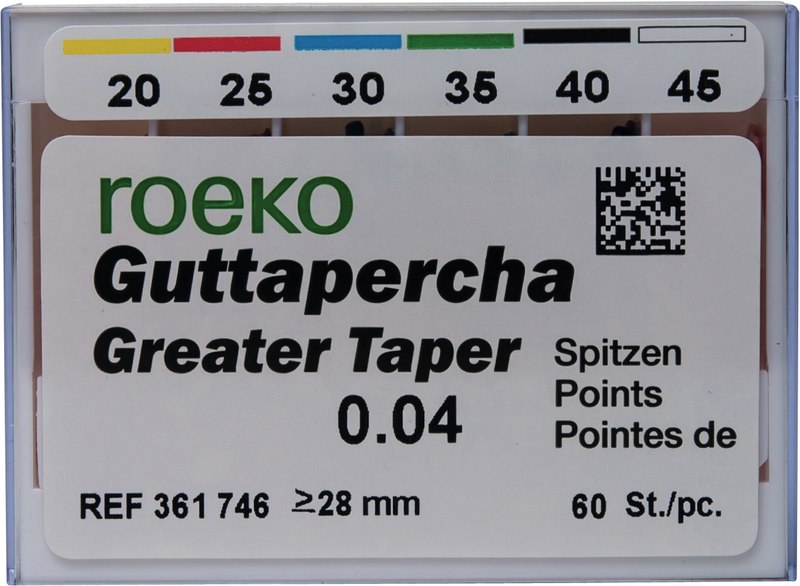 20 25 30 35 40 45
roeko
Guttapercha
Greater Taper
0.04
Spitzen
Points
Pointes de
REF 361 746 ≥28 mm 60 St./pc.